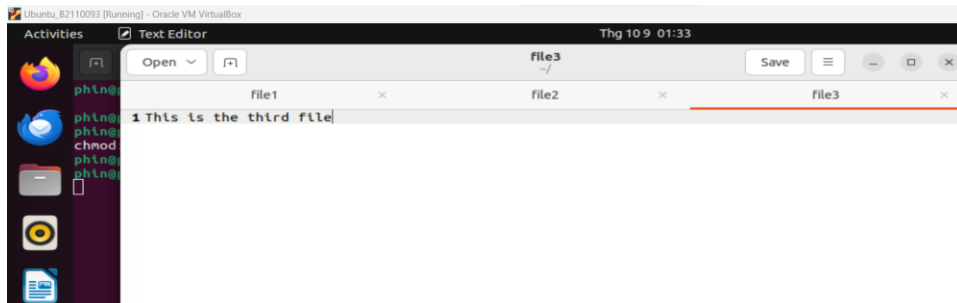 Ubuntu_B2110093 [Running] - Oracle VM VirtualBox
Activities Text Editor Thg 10 9 01:33
Open file3 Save
~/
file1 file2 file3
phin@
1 This is the third file
phin@
phin@
chmod:
phin@
phin@